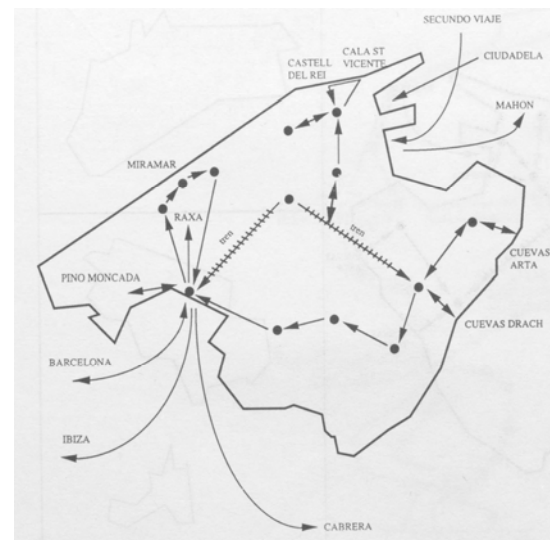 SECUNDO VIAJE
CALA ST
VICENTE
CASTELL
DEL REI
CIUDADELA
MAHON
MIRAMAR
RAXA
tren
tren
CUEVAS
ARTA
PINO MONCADA
CUEVAS DRACH
BARCELONA
IBIZA
CABRERA